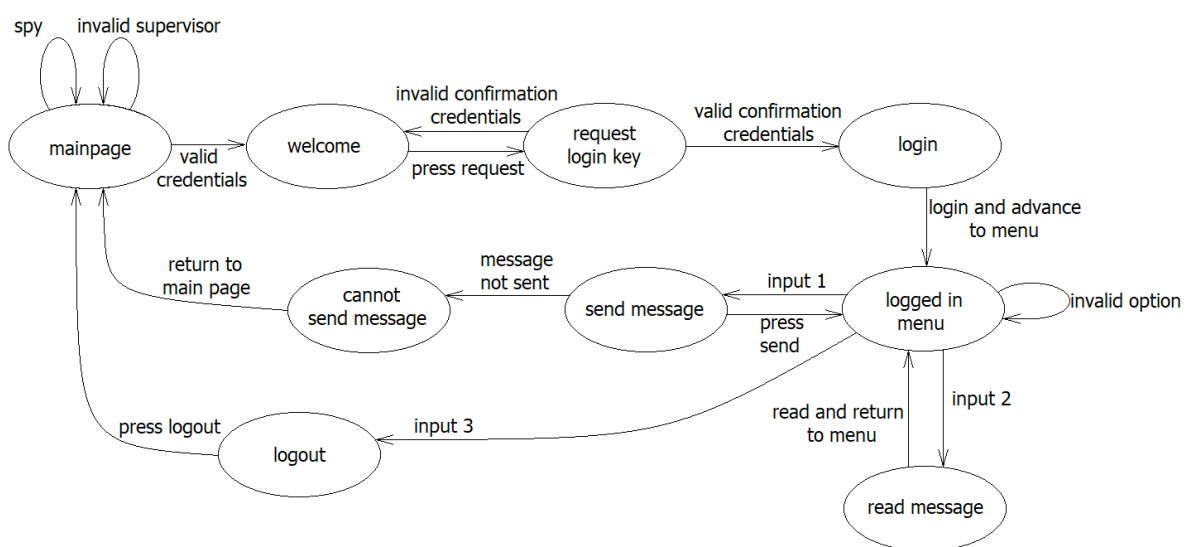 spy
invalid supervisor
mainpage
valid
credentials
welcome
invalid confirmation
credentials
press request
request
login key
valid confirmation
credentials
login
login and advance
to menu
return to
main page
cannot
send message
message
not sent
send message
input 1
press
send
logged in
menu
invalid option
press logout
logout
input 3
read and return
to menu
input 2
read message